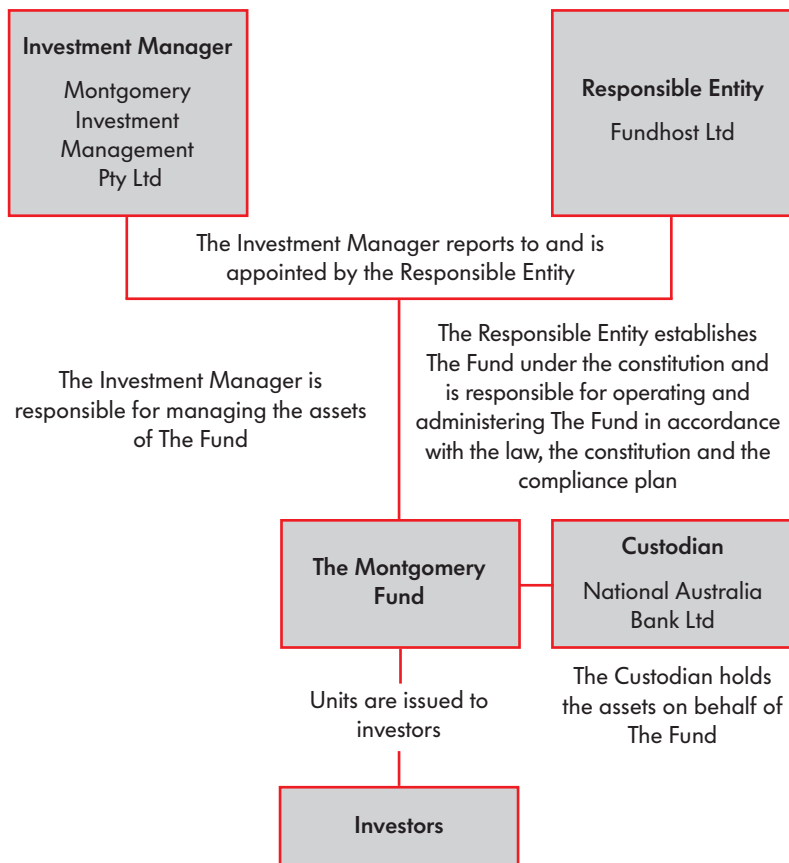 Investment Manager
Montgomery
Investment
Management
Pty Ltd
Responsible Entity
Fundhost Ltd
The Investment Manager reports to and is
appointed by the Responsible Entity
The Investment Manager is
responsible for managing the assets
of The Fund
The Responsible Entity establishes
The Fund under the constitution and
is responsible for operating and
administering The Fund in accordance
with the law, the constitution and the
compliance plan
The Montgomery
Fund
Custodian
National Australia
Bank Ltd
The Custodian holds
the assets on behalf of
The Fund
Units are issued to
investors
Investors